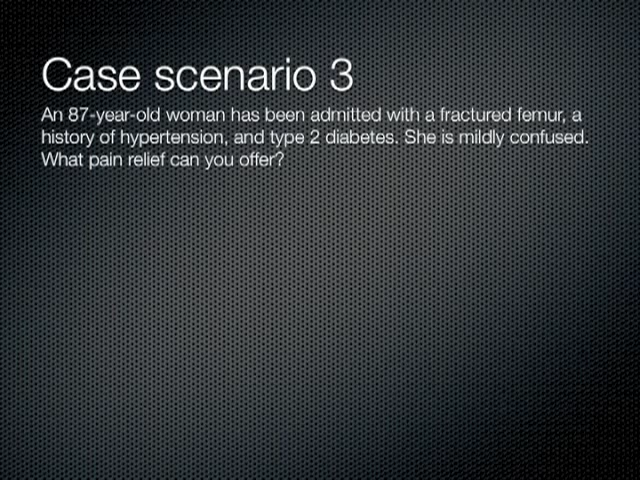 Case scenario 3
An 87-year-old woman has been admitted with a fractured femur, a
history of hypertension, and type 2 diabetes. She is mildly confused.
What pain relief can you offer?